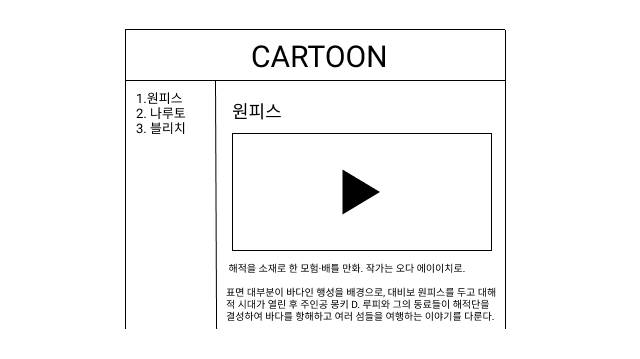 CARTOON
1.원피스
2. 나루토
3. 블리치
원피스
해적을 소재로 한 모험·배틀 만화. 작가는 오다 에이이치로.
표면 대부분이 바다인 행성을 배경으로, 대비보 원피스를 두고 대해
적 시대가 열린 후 주인공 몽키 D. 루피와 그의 동료들이 해적단을
결성하여 바다를 항해하고 여러 섬들을 여행하는 이야기를 다룬다.